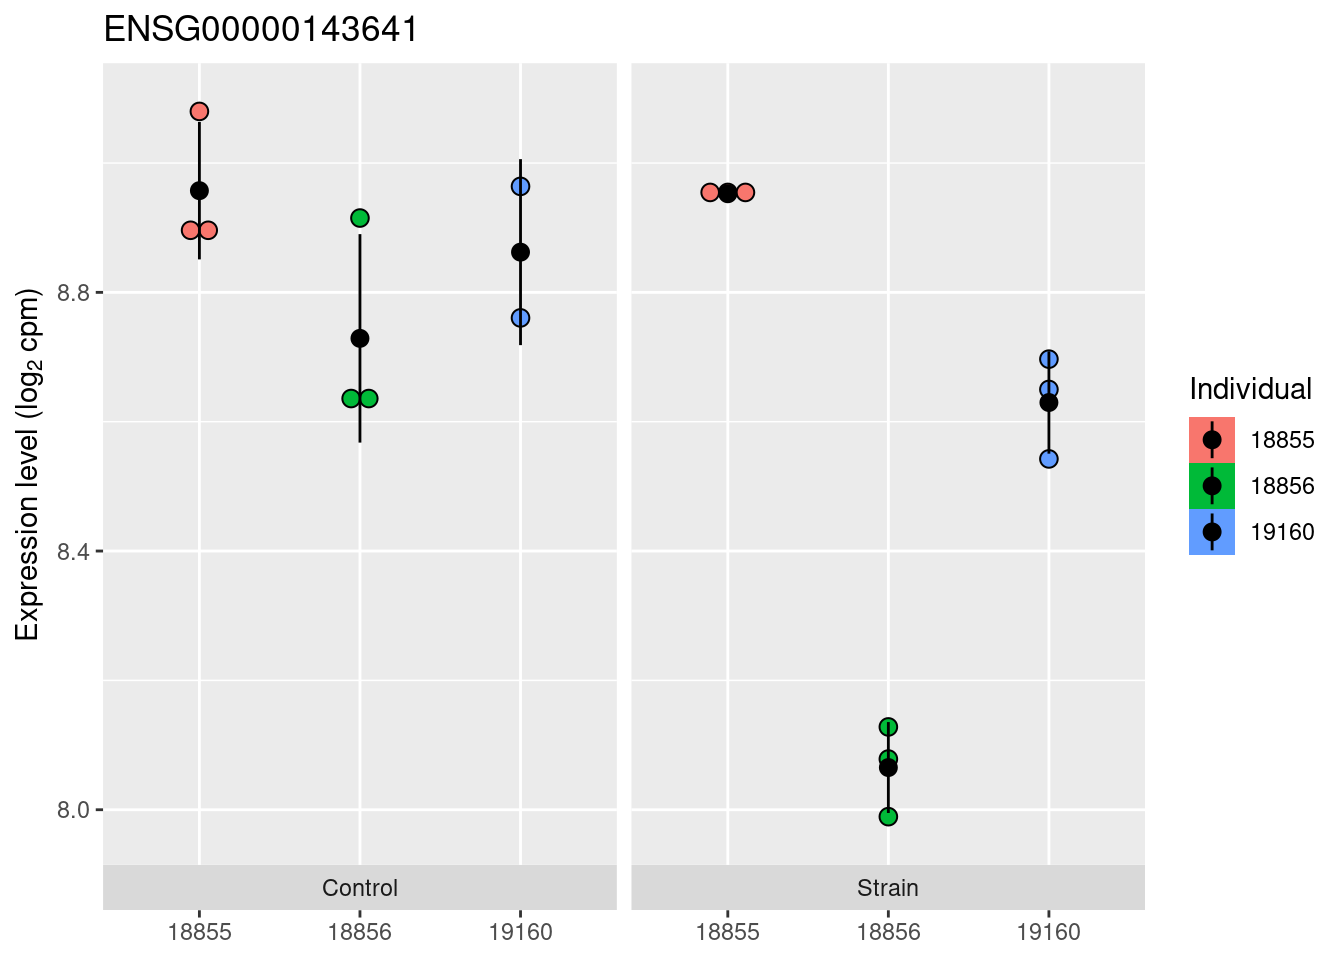 ENSG00000143641
Expression level (log₂ cpm)
8.8
8.4
8.0
Control
Strain
18855
18856
19160
18855
18856
19160
Individual
18855
18856
19160